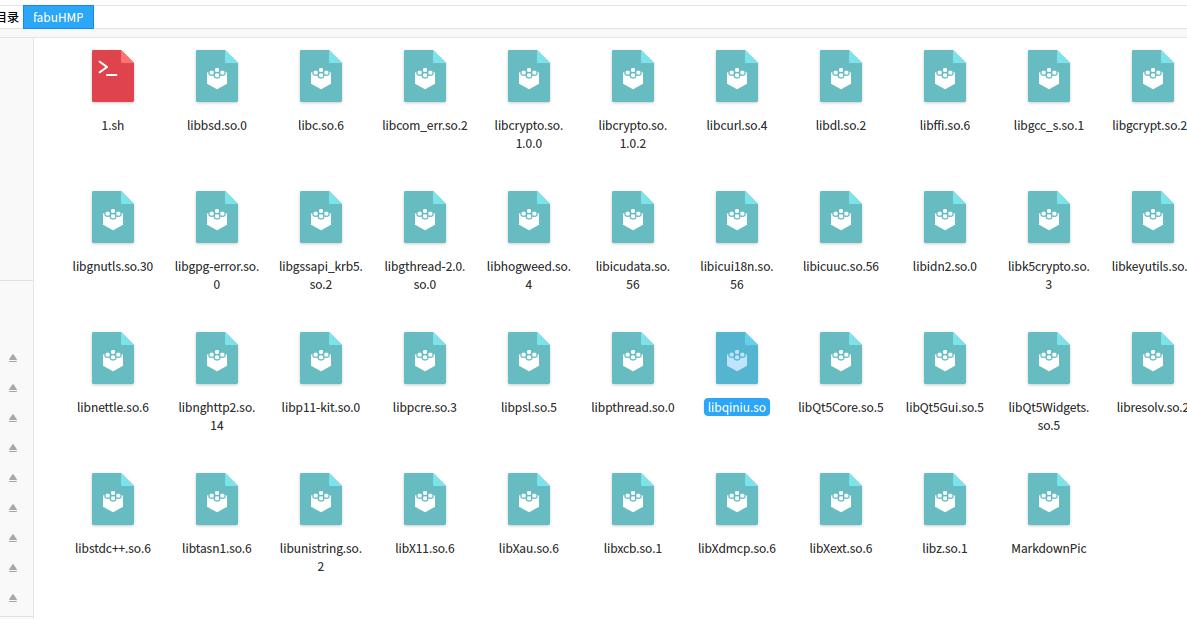 目录 fabuHMP
1.sh libbsd.so.0 libc.so.6 libcom_err.so.2 libcrypto.so. libcrypto.so. libcurl.so.4 libdl.so.2 libffi.so.6 libgcc_s.so.1 libgcrypt.so.2
1.0.0 1.0.2
libgnutls.so.30 libgpg-error.so. libgssapi_krb5. libgthread-2.0. libhogweed.so. libicudata.so. libicui18n.so. libicuuc.so.56 libidn2.so.0 libk5crypto.so. libkeyutils.so.
0 so.2 so.0 4 56 56 3
libnettle.so.6 libnghttp2.so. libp11-kit.so.0 libpcre.so.3 libpsl.so.5 libpthread.so.0 libqiniu.so libQt5Core.so.5 libQt5Gui.so.5 libQt5Widgets. libresolv.so.2
14 so.5
libstdc++.so.6 libtasn1.so.6 libunistring.so. libX11.so.6 libXau.so.6 libxcb.so.1 libXdmcp.so.6 libXext.so.6 libz.so.1 MarkdownPic
2